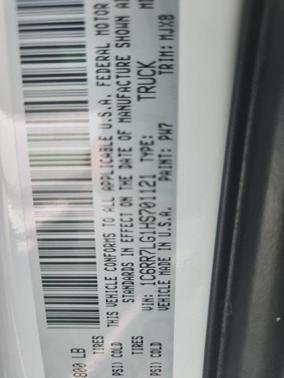 THIS VEHICLE CONFORMS TO ALL APPLICABLE U.S.A. FEDERAL MOTOR
STANDARDS IN EFFECT ON THE DATE OF MANUFACTURE SHOWN A
VIN: 1C6RR7LG1HS701121 TYPE: TRUCK
VEHICLE MADE IN U.S.A. PAINT: PW7 TRIM: MJX8
800 LB
TIRES TIRES
PSI COLD PSI COLD